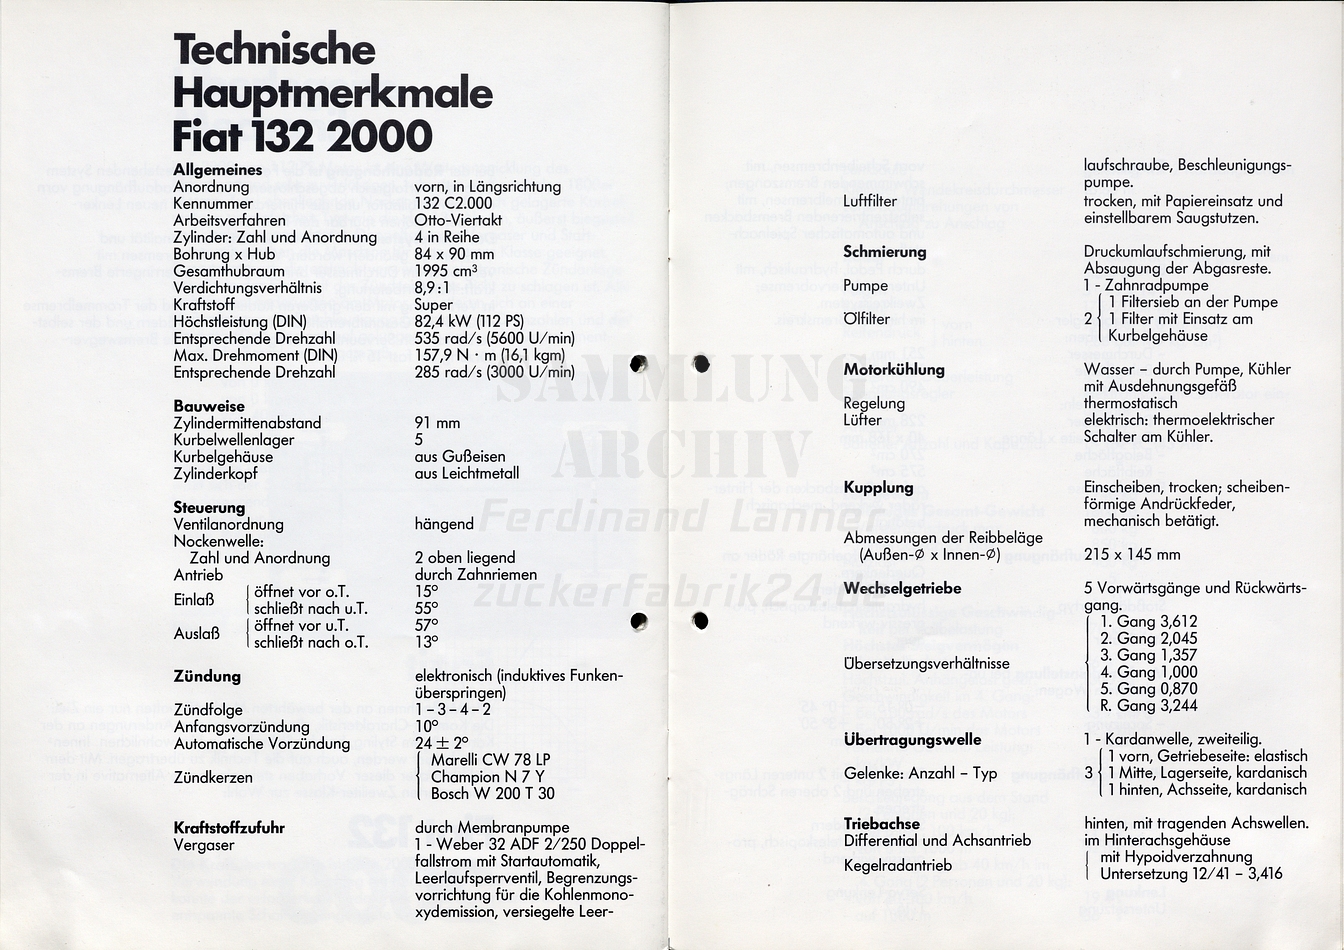 Technische
Hauptmerkmale
Fiat 132 2000
Allgemeines
Anordnung vorn, in Längsrichtung
Kennummer 132 C2.000
Arbeitsverfahren Otto-Viertakt
Zylinder: Zahl und Anordnung 4 in Reihe
Bohrung x Hub 84 x 90 mm
Gesamthubraum 1995 cm³
Verdichtungsverhältnis 8,9:1
Kraftstoff Super
Höchstleistung (DIN) 82,4 kW (112 PS)
Entsprechende Drehzahl 535 rad/s (5600 U/min)
Max. Drehmoment (DIN) 157,9 N · m (16,1 kgm)
Entsprechende Drehzahl 285 rad/s (3000 U/min)
Bauweise
Zylindermittenabstand 91 mm
Kurbelwellenlager 5
Kurbelgehäuse aus Gußeisen
Zylinderkopf aus Leichtmetall
Steuerung
Ventilanordnung hängend
Nockenwelle:
Zahl und Anordnung 2 oben liegend
Antrieb durch Zahnriemen
Einlaß öffnet vor o.T. 15°
schließt nach u.T. 55°
Auslaß öffnet vor u.T. 57°
schließt nach o.T. 13°
Zündung elektronisch (induktives Funken-
überspringen)
Zündfolge 1 – 3 – 4 – 2
Anfangsvorzündung 10°
Automatische Vorzündung 24 ± 2°
Zündkerzen Marelli CW 78 LP
Champion N 7 Y
Bosch W 200 T 30
Kraftstoffzufuhr durch Membranpumpe
Vergaser 1 - Weber 32 ADF 2/250 Doppel-
fallstrom mit Startautomatik,
Leerlaufsperrventil, Begrenzungs-
vorrichtung für die Kohlenmono-
xydemission, versiegelte Leer-
laufschraube, Beschleunigungs-
pumpe.
Luftfilter trocken, mit Papiereinsatz und
einstellbarem Saugstutzen.
Schmierung Druckumlaufschmierung, mit
Absaugung der Abgasreste.
Pumpe 1 - Zahnradpumpe
Ölfilter 2 { 1 Filtersieb an der Pumpe
1 Filter mit Einsatz am
Kurbelgehäuse
Motorkühlung Wasser – durch Pumpe, Kühler
mit Ausdehnungsgefäß
Regelung thermostatisch
Lüfter elektrisch: thermoelektrischer
Schalter am Kühler.
Kupplung Einscheiben, trocken; scheiben-
förmige Andrückfeder,
mechanisch betätigt.
Abmessungen der Reibbeläge
(Außen-Ø x Innen-Ø) 215 x 145 mm
Wechselgetriebe 5 Vorwärtsgänge und Rückwärts-
gang.
Übersetzungsverhältnisse 1. Gang 3,612
2. Gang 2,045
3. Gang 1,357
4. Gang 1,000
5. Gang 0,870
R. Gang 3,244
Übertragungswelle 1 - Kardanwelle, zweiteilig.
Gelenke: Anzahl – Typ 3 { 1 vorn, Getriebeseite: elastisch
1 Mitte, Lagerseite, kardanisch
1 hinten, Achsseite, kardanisch
Triebachse hinten, mit tragenden Achswellen.
Differential und Achsantrieb im Hinterachsgehäuse
Kegelradantrieb mit Hypoidverzahnung
Untersetzung 12/41 – 3,416
SAMMLUNG
ARCHIV
Ferdinand Lanner
zuckerfabrik24.de